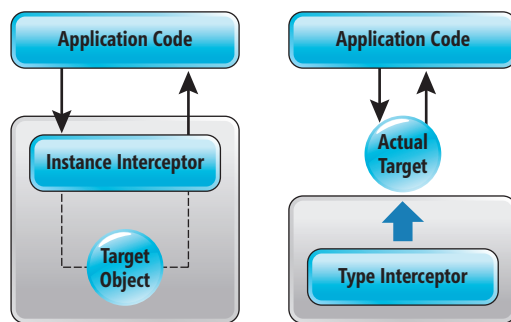 Application Code
Instance Interceptor
Target
Object
Application Code
Actual
Target
Type Interceptor